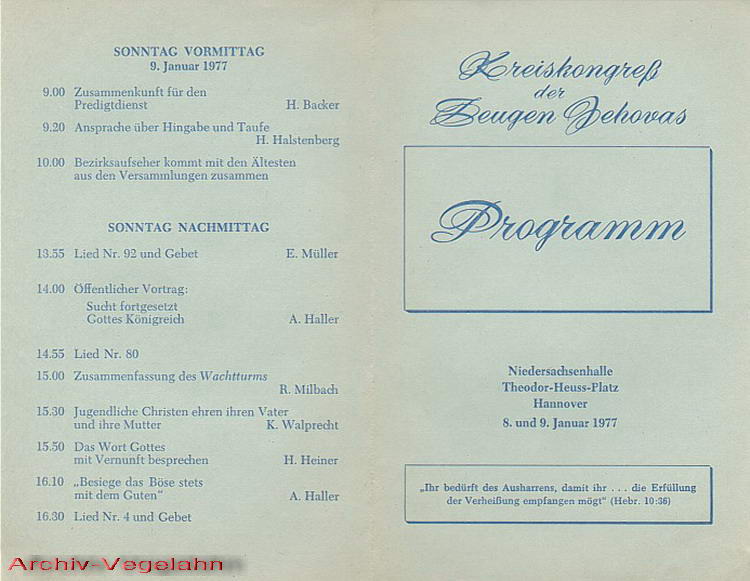 SONNTAG VORMITTAG
9. Januar 1977
9.00 Zusammenkunft für den
Predigtdienst H. Backer
9.20 Ansprache über Hingabe und Taufe
H. Halstenberg
10.00 Bezirksaufseher kommt mit den Ältesten
aus den Versammlungen zusammen
SONNTAG NACHMITTAG
13.55 Lied Nr. 92 und Gebet E. Müller
14.00 Öffentlicher Vortrag:
Sucht fortgesetzt
Gottes Königreich A. Haller
14.55 Lied Nr. 80
15.00 Zusammenfassung des Wachtturms
R. Milbach
15.30 Jugendliche Christen ehren ihren Vater
und ihre Mutter K. Walprecht
15.50 Das Wort Gottes
mit Vernunft besprechen H. Heiner
16.10 „Besiege das Böse stets
mit dem Guten“ A. Haller
16.30 Lied Nr. 4 und Gebet
Archiv-Vegelahn
Kreiskongreß
der
Zeugen Jehovas
Programm
Niedersachsenhalle
Theodor-Heuss-Platz
Hannover
8. und 9. Januar 1977
„Ihr bedürft des Ausharrens, damit ihr . . . die Erfüllung
der Verheißung empfangen mögt“ (Hebr. 10:36)